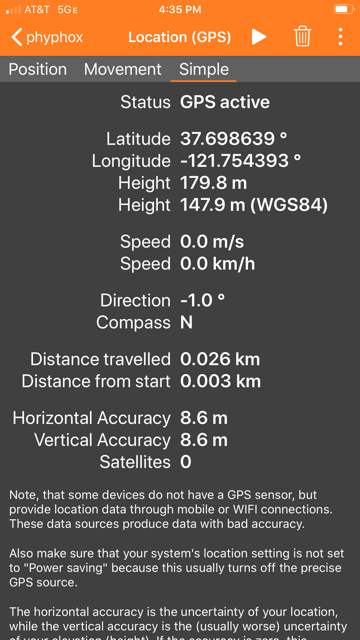 AT&T 5GE 4:35 PM
phyphox Location (GPS)
Position Movement Simple
Status GPS active
Latitude 37.698639 °
Longitude -121.754393 °
Height 179.8 m
Height 147.9 m (WGS84)
Speed 0.0 m/s
Speed 0.0 km/h
Direction -1.0 °
Compass N
Distance travelled 0.026 km
Distance from start 0.003 km
Horizontal Accuracy 8.6 m
Vertical Accuracy 8.6 m
Satellites 0
Note, that some devices do not have a GPS sensor, but
provide location data through mobile or WIFI connections.
These data sources produce data with bad accuracy.
Also make sure that your system's location setting is not set
to "Power saving" because this usually turns off the precise
GPS source.
The horizontal accuracy is the uncertainty of your location,
while the vertical accuracy is the (usually worse) uncertainty
of your elevation (height). If the accuracy is zero, this